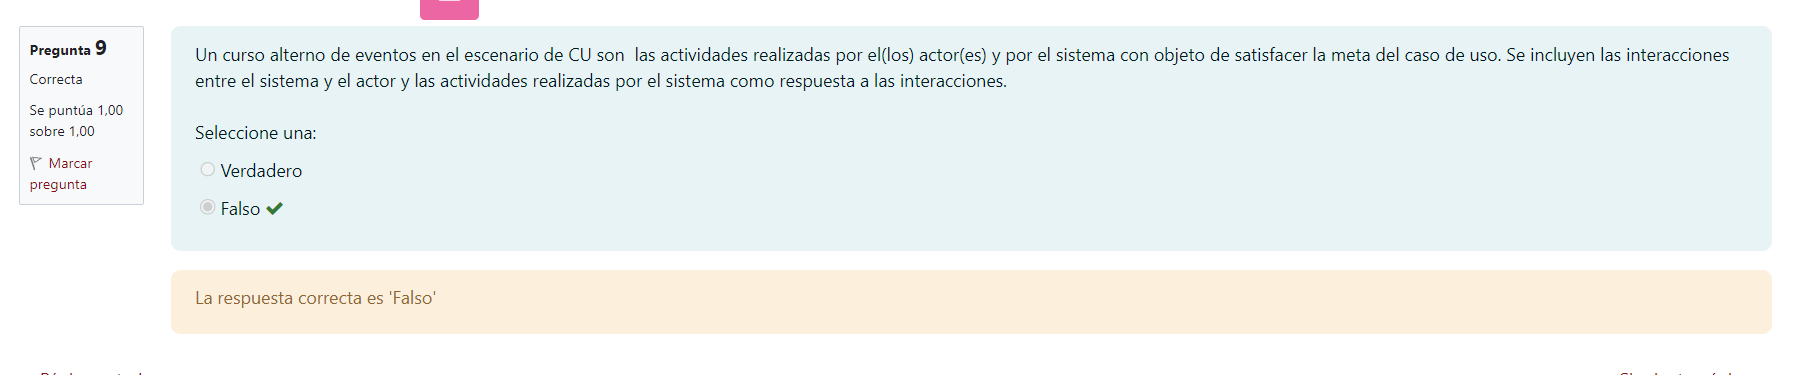 Pregunta 9
Correcta
Se puntúa 1,00
sobre 1,00
Marcar
pregunta
Un curso alterno de eventos en el escenario de CU son  las actividades realizadas por el(los) actor(es) y por el sistema con objeto de satisfacer la meta del caso de uso. Se incluyen las interacciones
entre el sistema y el actor y las actividades realizadas por el sistema como respuesta a las interacciones.
Seleccione una:
Verdadero
Falso
La respuesta correcta es 'Falso'